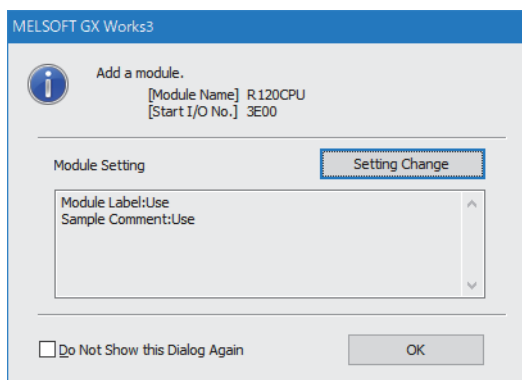 MELSOFT GX Works3
Add a module.
[Module Name] R120CPU
[Start I/O No.] 3E00
Module Setting
Setting Change
Module Label:Use
Sample Comment:Use
Do Not Show this Dialog Again
OK